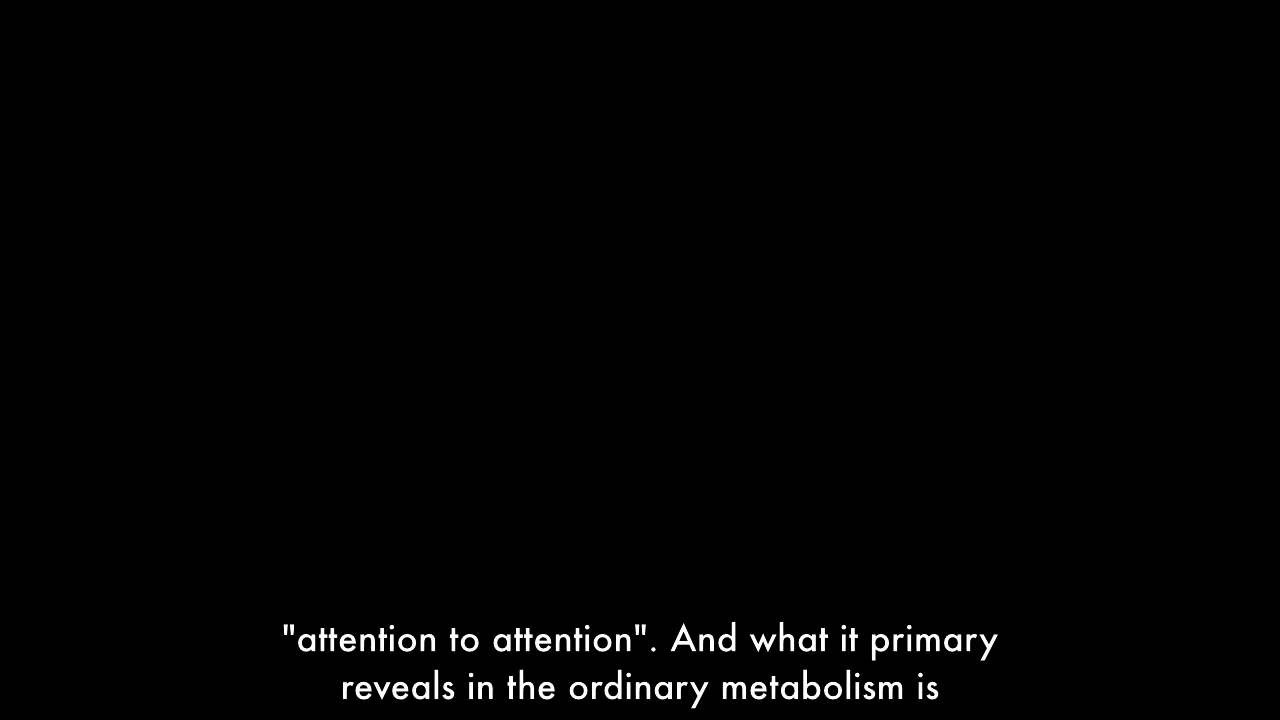 "attention to attention". And what it primary
reveals in the ordinary metabolism is